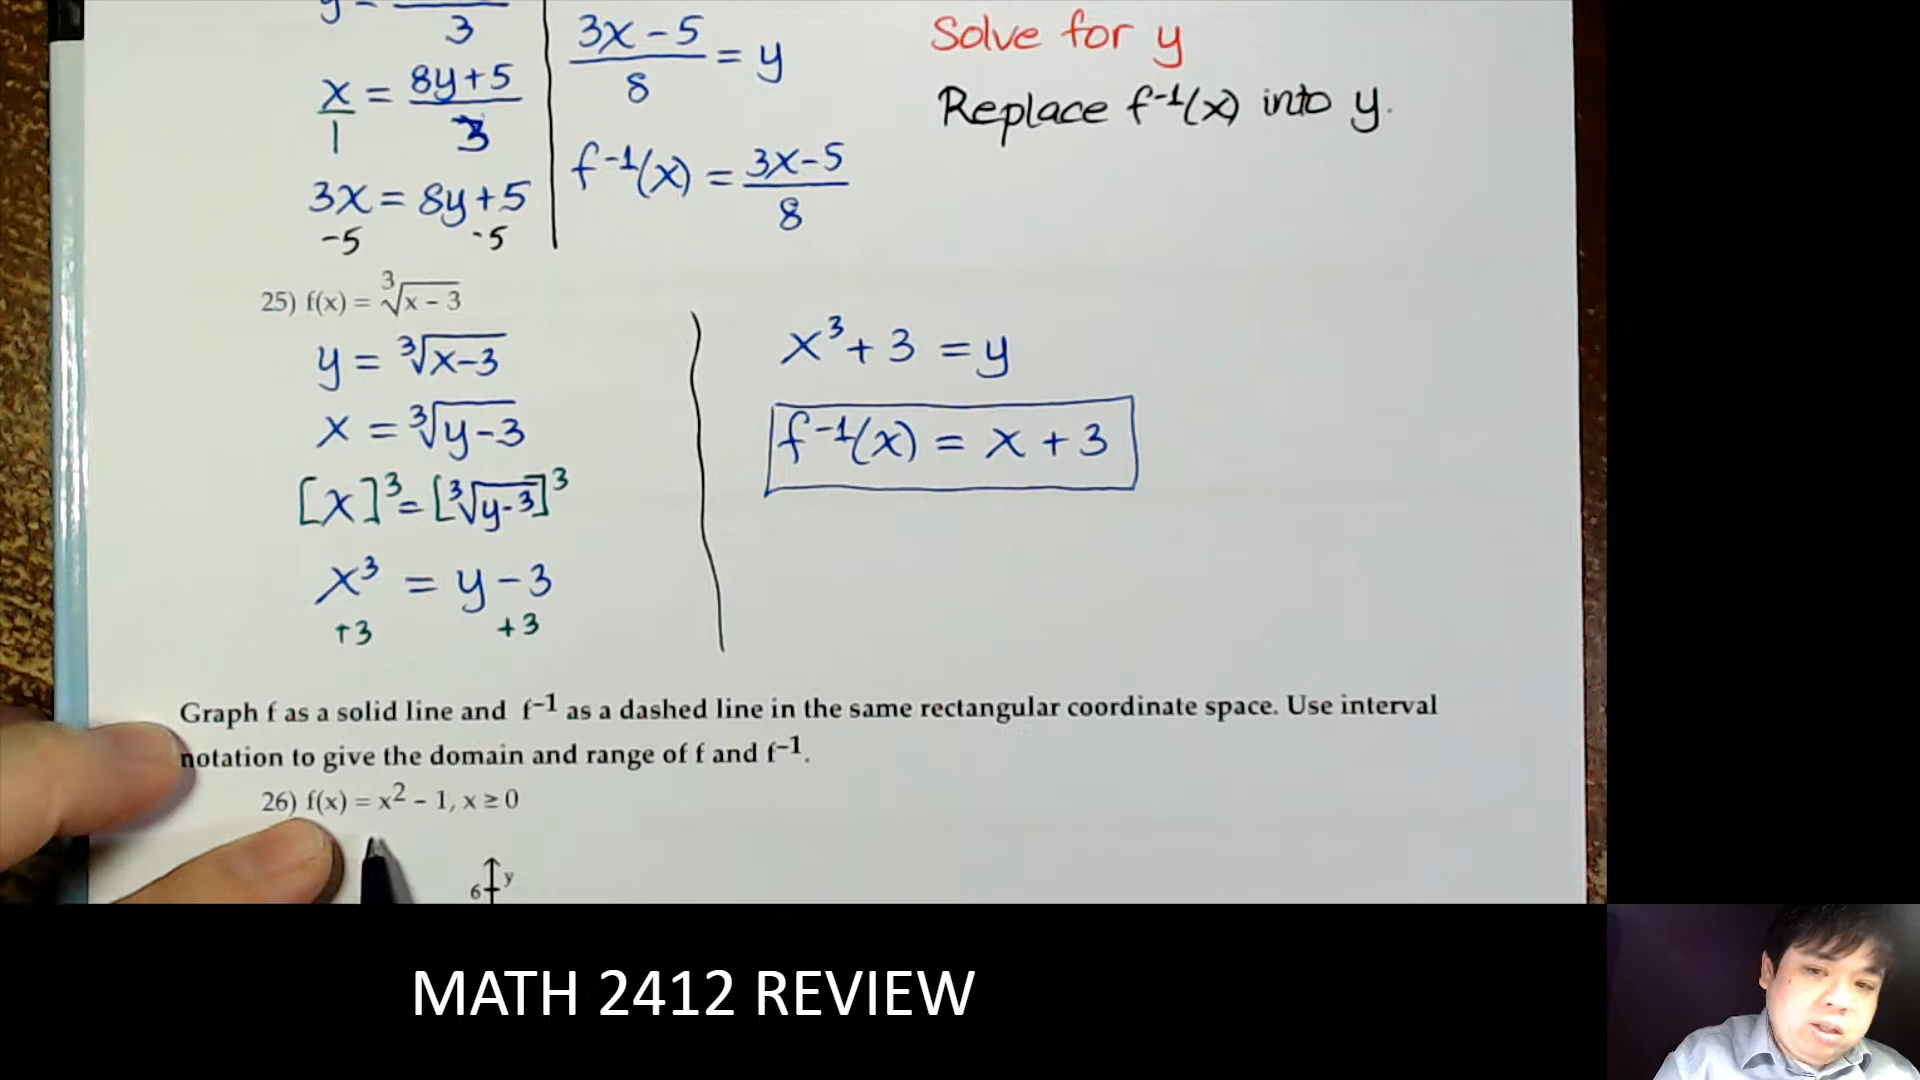 y =
3
x/1 = (8y+5)/3
3x = 8y+5
-5 -5
(3x-5)/8 = y
f⁻¹(x) = (3x-5)/8
Solve for y
Replace f⁻¹(x) into y.
25) f(x) = ∛(x - 3)
y = ∛(x-3)
x = ∛(y-3)
[x]³ = [∛(y-3)]³
x³ = y - 3
+3 +3
x³ + 3 = y
f⁻¹(x) = x + 3
Graph f as a solid line and f⁻¹ as a dashed line in the same rectangular coordinate space. Use interval
notation to give the domain and range of f and f⁻¹.
26) f(x) = x² - 1, x ≥ 0
6 y
MATH 2412 REVIEW